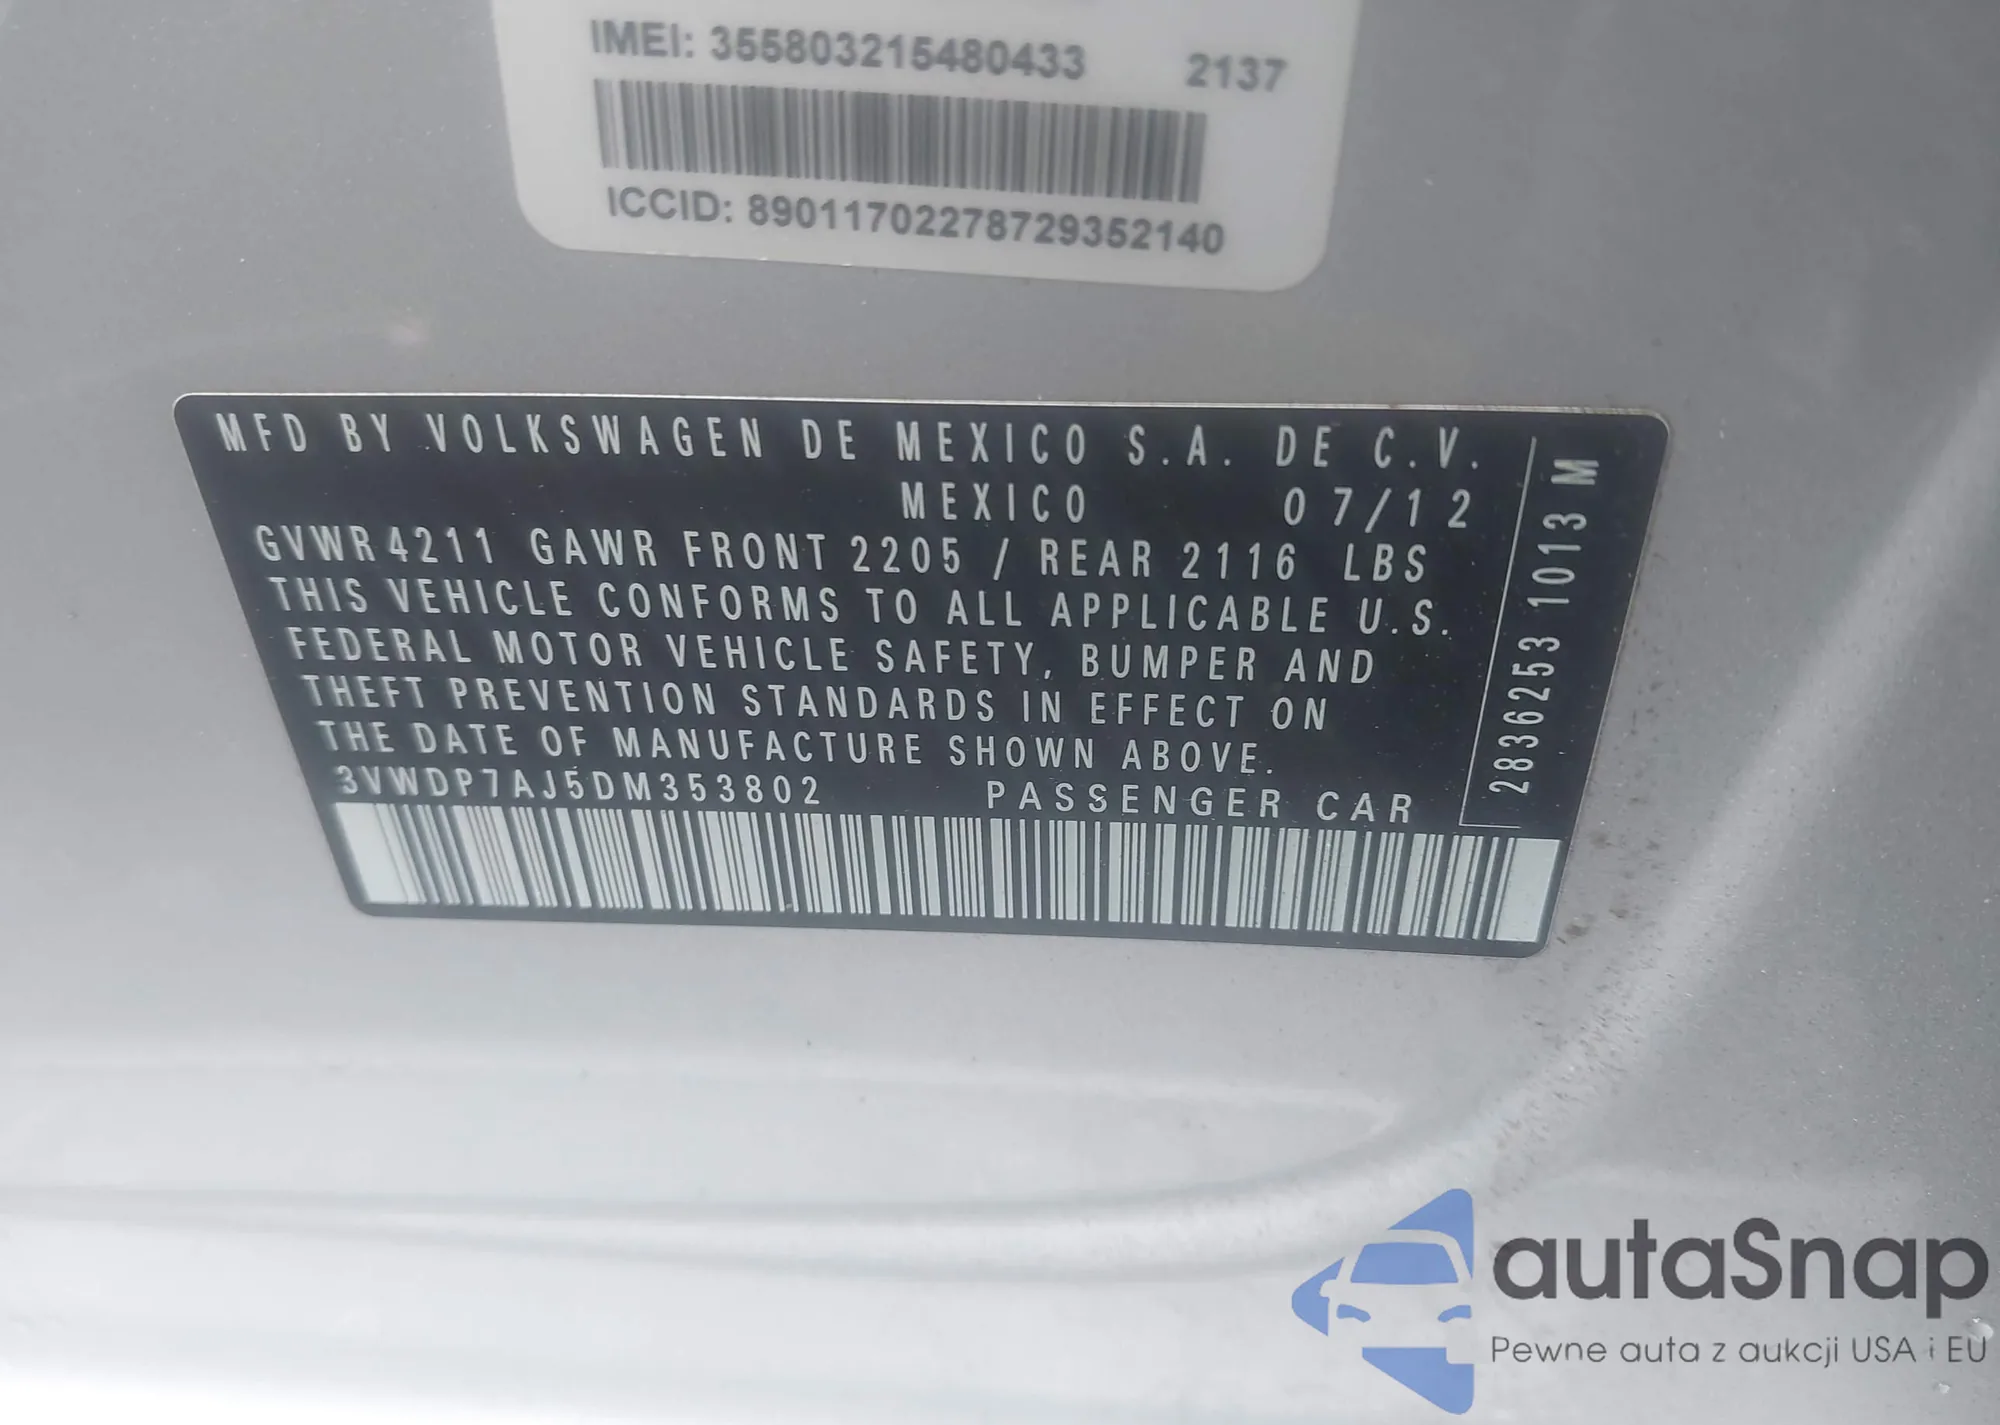 IMEI: 355803215480433 2137
ICCID: 89011702278729352140
MFD BY VOLKSWAGEN DE MEXICO S.A. DE C.V.
MEXICO 07/12
GVWR 4211 GAWR FRONT 2205 / REAR 2116 LBS
THIS VEHICLE CONFORMS TO ALL APPLICABLE U.S.
FEDERAL MOTOR VEHICLE SAFETY, BUMPER AND
THEFT PREVENTION STANDARDS IN EFFECT ON
THE DATE OF MANUFACTURE SHOWN ABOVE.
3VWDP7AJ5DM353802 PASSENGER CAR
2836253 1013 M
autaSnap
Pewne auta z aukcji USA i EU